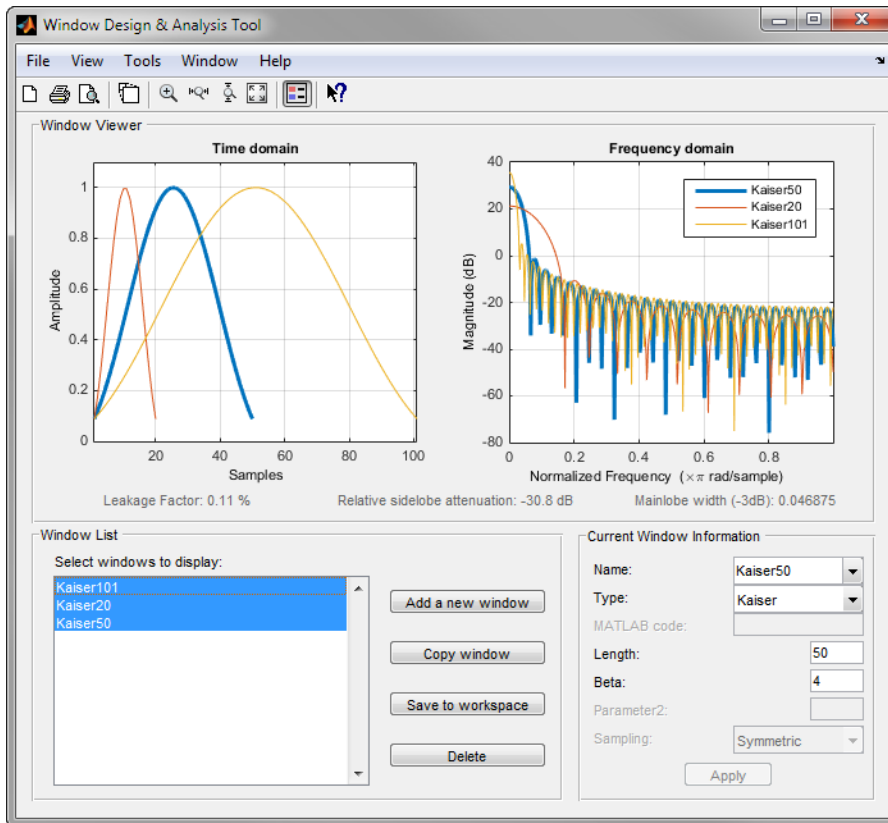 Window Design & Analysis Tool
File View Tools Window Help
Window Viewer
Time domain
Frequency domain
1
0.8
0.6
0.4
0.2
0
Amplitude
20
40
60
80
100
Samples
40
20
0
-20
-40
-60
-80
Magnitude (dB)
Kaiser50
Kaiser20
Kaiser101
0
0.2
0.4
0.6
0.8
Normalized Frequency (×π rad/sample)
Leakage Factor: 0.11 %
Relative sidelobe attenuation: -30.8 dB
Mainlobe width (-3dB): 0.046875
Window List
Select windows to display:
Kaiser101
Kaiser20
Kaiser50
Add a new window
Copy window
Save to workspace
Delete
Current Window Information
Name: Kaiser50
Type: Kaiser
MATLAB code:
Length: 50
Beta: 4
Parameter2:
Sampling: Symmetric
Apply